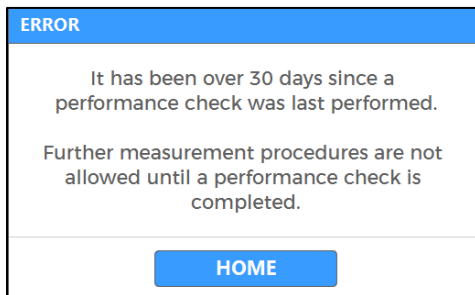 ERROR
It has been over 30 days since a
performance check was last performed.
Further measurement procedures are not
allowed until a performance check is
completed.
HOME